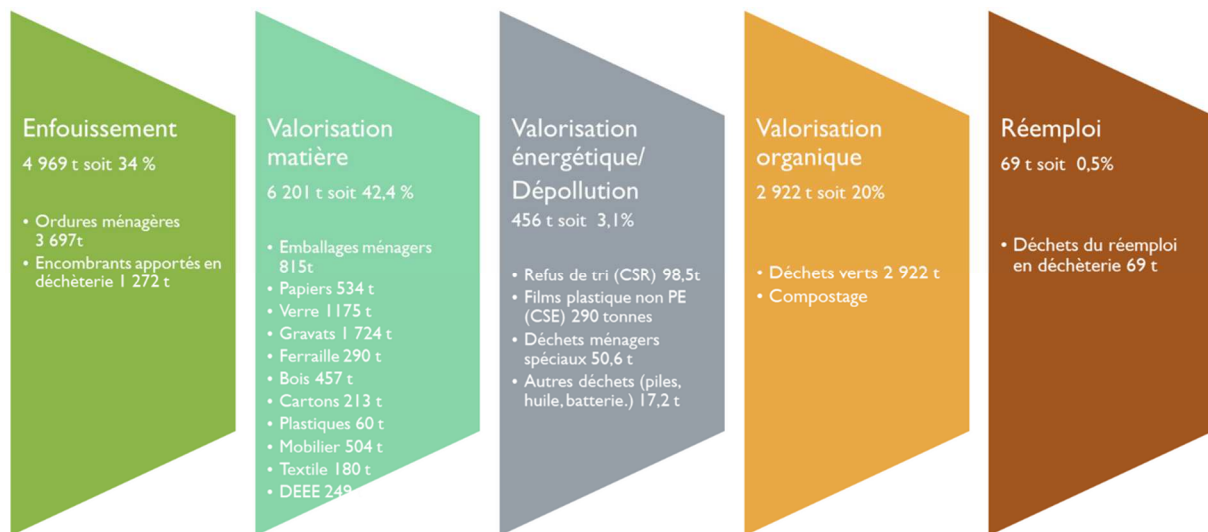 Enfouissement
4 969 t soit 34 %
• Ordures ménagères
3 697t
• Encombrants apportés en
déchèterie 1 272 t
Valorisation
matière
6 201 t soit 42,4 %
• Emballages ménagers
815t
• Papiers 534 t
• Verre 1175 t
• Gravats 1 724 t
• Ferraille 290 t
• Bois 457 t
• Cartons 213 t
• Plastiques 60 t
• Mobilier 504 t
• Textile 180 t
• DEEE 249
Valorisation
énergétique/
Dépollution
456 t soit 3,1%
• Refus de tri (CSR) 98,5t
• Films plastique non PE
(CSE) 290 tonnes
• Déchets ménagers
spéciaux 50,6 t
• Autres déchets (piles,
huile, batterie.) 17,2 t
Valorisation
organique
2 922 t soit 20%
• Déchets verts 2 922 t
• Compostage
Réemploi
69 t soit 0,5%
• Déchets du réemploi
en déchèterie 69 t